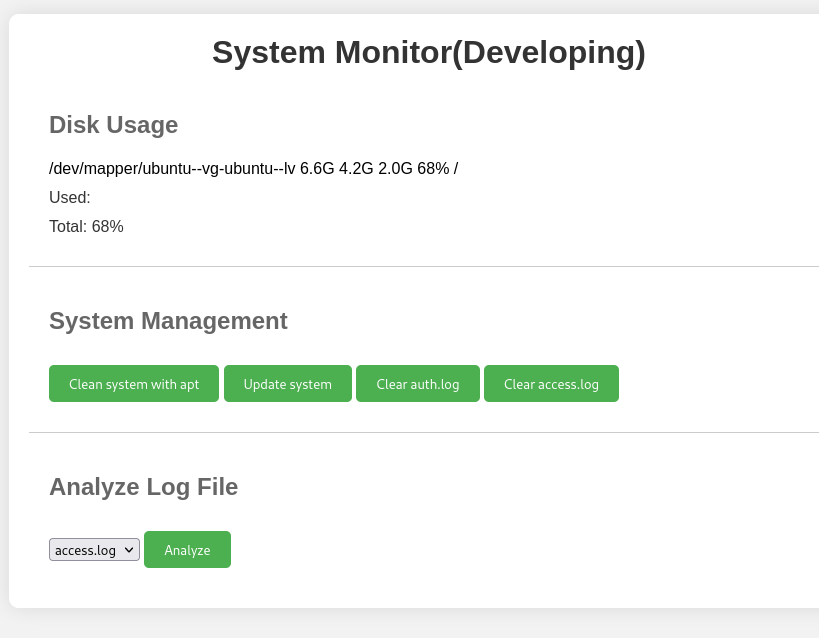 System Monitor(Developing)
Disk Usage
/dev/mapper/ubuntu--vg-ubuntu--lv 6.6G 4.2G 2.0G 68% /
Used:
Total: 68%
System Management
Clean system with apt Update system Clear auth.log Clear access.log
Analyze Log File
access.log Analyze